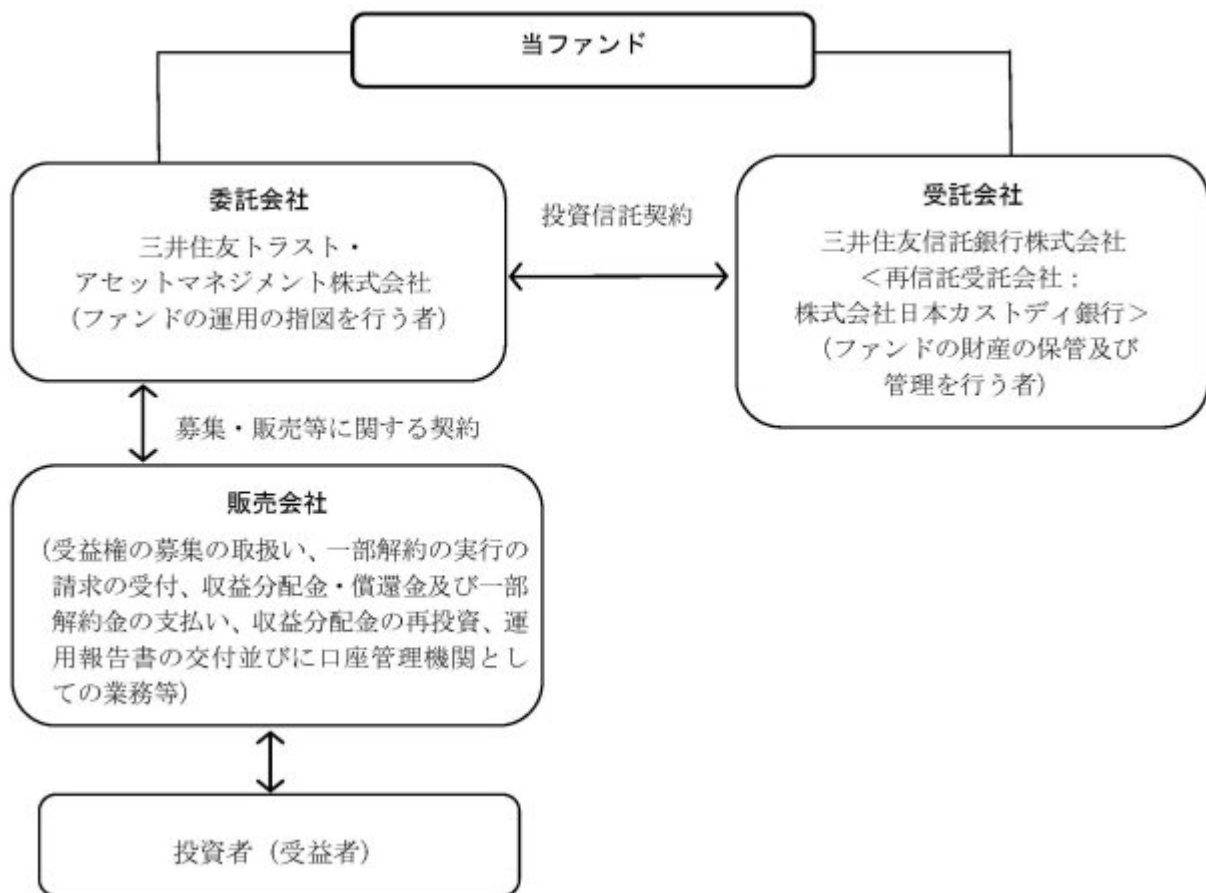 当ファンド
委託会社
三井住友トラスト・
アセットマネジメント株式会社
（ファンドの運用の指図を行う者）
投資信託契約
受託会社
三井住友信託銀行株式会社
＜再信託受託会社：
株式会社日本カストディ銀行＞
（ファンドの財産の保管及び
管理を行う者）
募集・販売等に関する契約
販売会社
（受益権の募集の取扱い、一部解約の実行の
請求の受付、収益分配金・償還金及び一部
解約金の支払い、収益分配金の再投資、運
用報告書の交付並びに口座管理機関とし
ての業務等）
投資者（受益者）